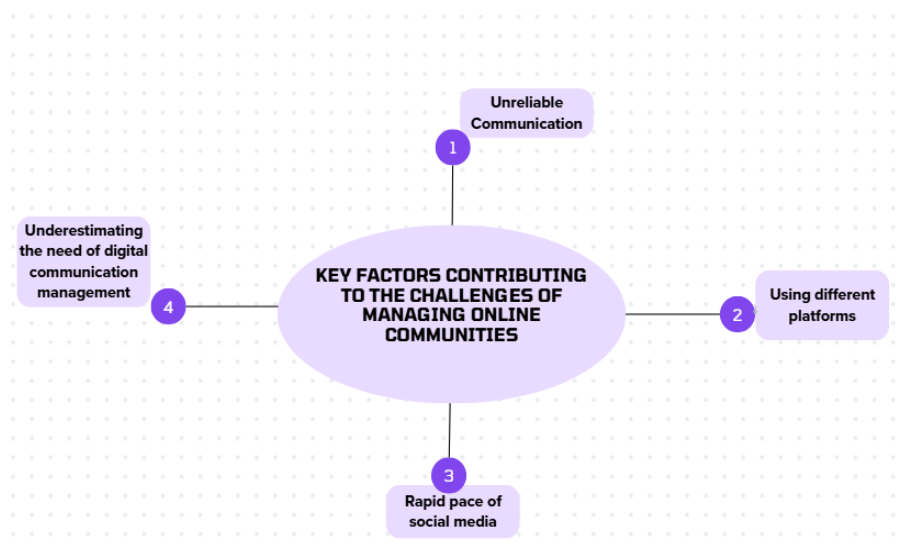 Unreliable
Communication
1
Underestimating
the need of digital
communication
management
4
KEY FACTORS CONTRIBUTING
TO THE CHALLENGES OF
MANAGING ONLINE
COMMUNITIES
2
Using different
platforms
3
Rapid pace of
social media